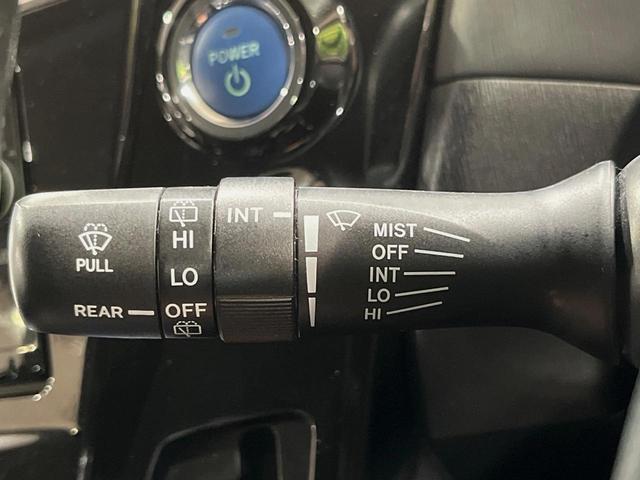 POWER
PULL
REAR
HI
LO
OFF
INT
MIST
OFF
INT
LO
HI